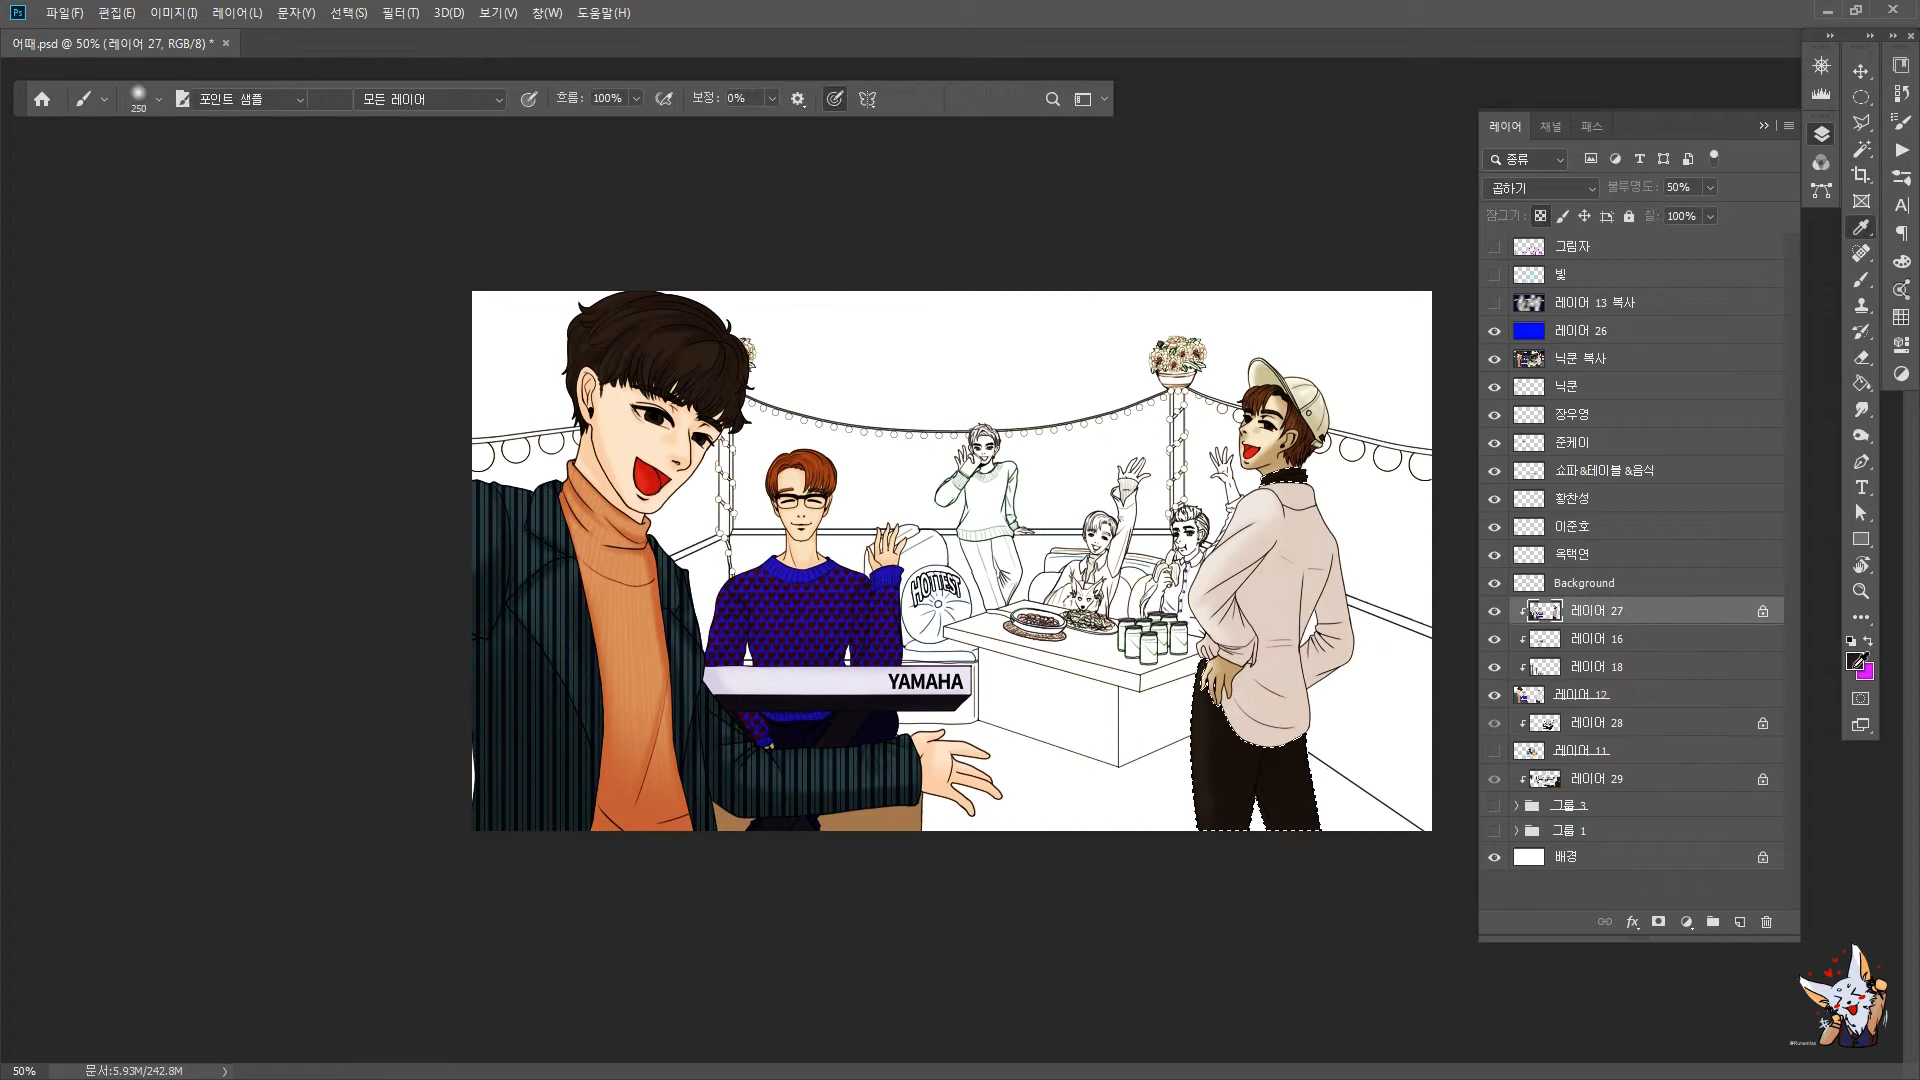 Ps 파일(F) 편집(E) 이미지(I) 레이어(L) 문자(Y) 선택(S) 필터(T) 3D(D) 보기(V) 창(W) 도움말(H)
어때.psd @ 50% (레이어 27, RGB/8) * ×
250 포인트 샘플 모든 레이어 흐름: 100% 보정: 0%
레이어 채널 패스
종류
곱하기 불투명도: 50%
잠그기: 칠: 100%
그림자
빛
레이어 13 복사
레이어 26
닉쿤 복사
닉쿤
장우영
준케이
쇼파&테이블&음식
황찬성
이준호
옥택연
Background
레이어 27
레이어 16
레이어 18
레이어 12
레이어 28
레이어 11
레이어 29
그룹 3
그룹 1
배경
fx
HOTTEST
YAMAHA
@Runamiss
50% 문서:5.93M/242.8M